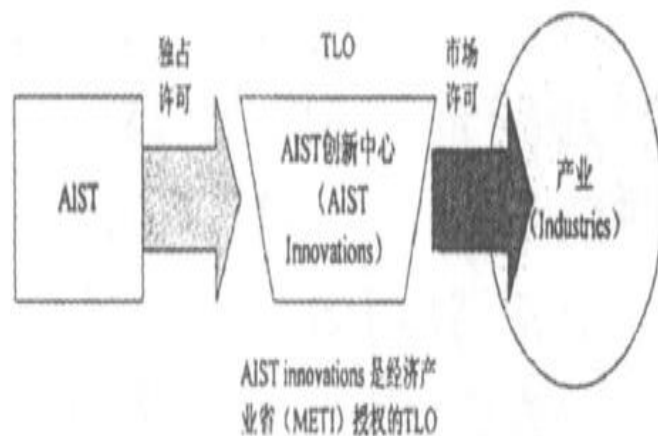 独占
许可
TLO
市场
许可
AIST
AIST创新中心
（AIST
Innovations）
产业
（Industries）
AIST innovations 是经济产
业省（METI）授权的TLO